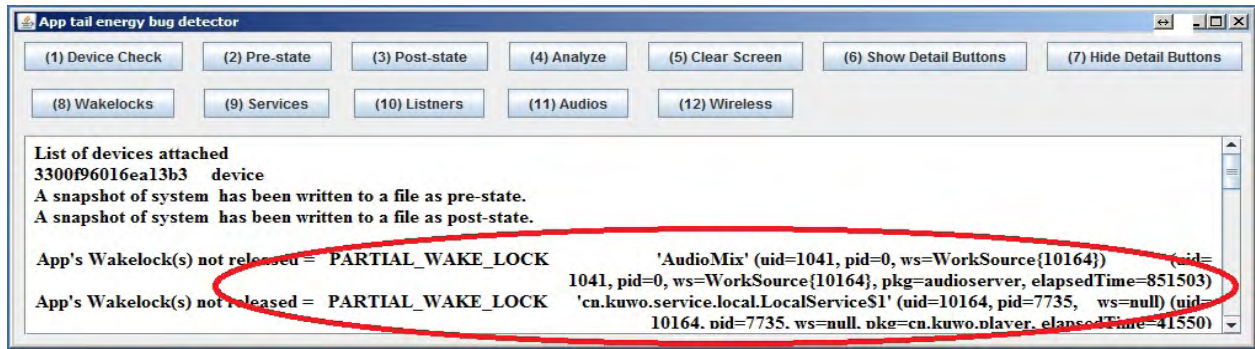 App tail energy bug detector
(1) Device Check (2) Pre-state (3) Post-state (4) Analyze (5) Clear Screen (6) Show Detail Buttons (7) Hide Detail Buttons
(8) Wakelocks (9) Services (10) Listners (11) Audios (12) Wireless
List of devices attached
3300f96016ea13b3 device
A snapshot of system has been written to a file as pre-state.
A snapshot of system has been written to a file as post-state.
App's Wakelock(s) not released = PARTIAL_WAKE_LOCK 'AudioMix' (uid=1041, pid=0, ws=WorkSource{10164}) (uid=
1041, pid=0, ws=WorkSource{10164}, pkg=audioserver, elapsedTime=851503)
App's Wakelock(s) not released = PARTIAL_WAKE_LOCK 'cn.kuwo.service.local.LocalService$1' (uid=10164, pid=7735, ws=null) (uid=
10164, pid=7735, ws=null, pkg=cn.kuwo.player, elapsedTime=41550)